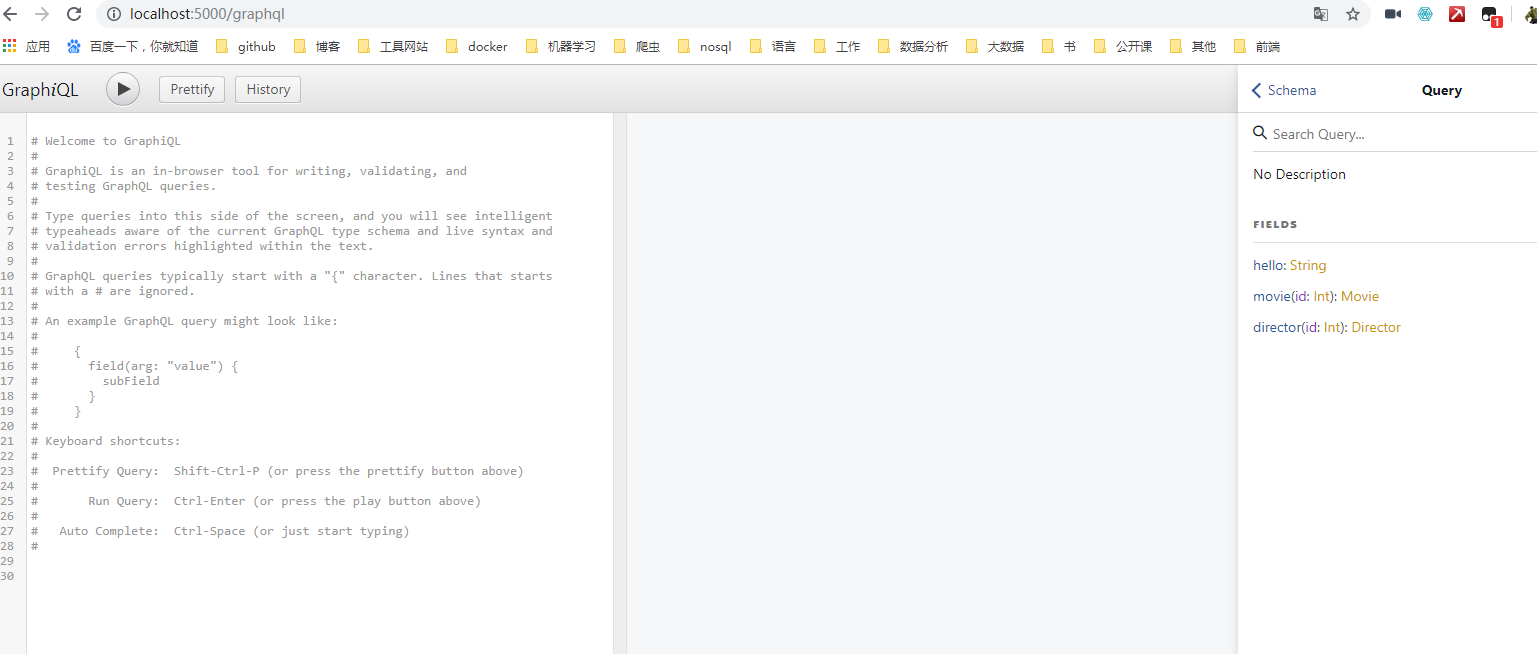 localhost:5000/graphql
1
应用 百度一下，你就知道 github 博客 工具网站 docker 机器学习 爬虫 nosql 语言 工作 数据分析 大数据 书 公开课 其他 前端
GraphiQL Prettify History
Schema Query
Search Query...
No Description
FIELDS
hello: String
movie(id: Int): Movie
director(id: Int): Director
1 # Welcome to GraphiQL
2 #
3 # GraphiQL is an in-browser tool for writing, validating, and
4 # testing GraphQL queries.
5 #
6 # Type queries into this side of the screen, and you will see intelligent
7 # typeaheads aware of the current GraphQL type schema and live syntax and
8 # validation errors highlighted within the text.
9 #
10 # GraphQL queries typically start with a "{" character. Lines that starts
11 # with a # are ignored.
12 #
13 # An example GraphQL query might look like:
14 #
15 #     {
16 #       field(arg: "value") {
17 #         subField
18 #       }
19 #     }
20 #
21 # Keyboard shortcuts:
22 #
23 #  Prettify Query:  Shift-Ctrl-P (or press the prettify button above)
24 #
25 #       Run Query:  Ctrl-Enter (or press the play button above)
26 #
27 #   Auto Complete:  Ctrl-Space (or just start typing)
28 #
29
30